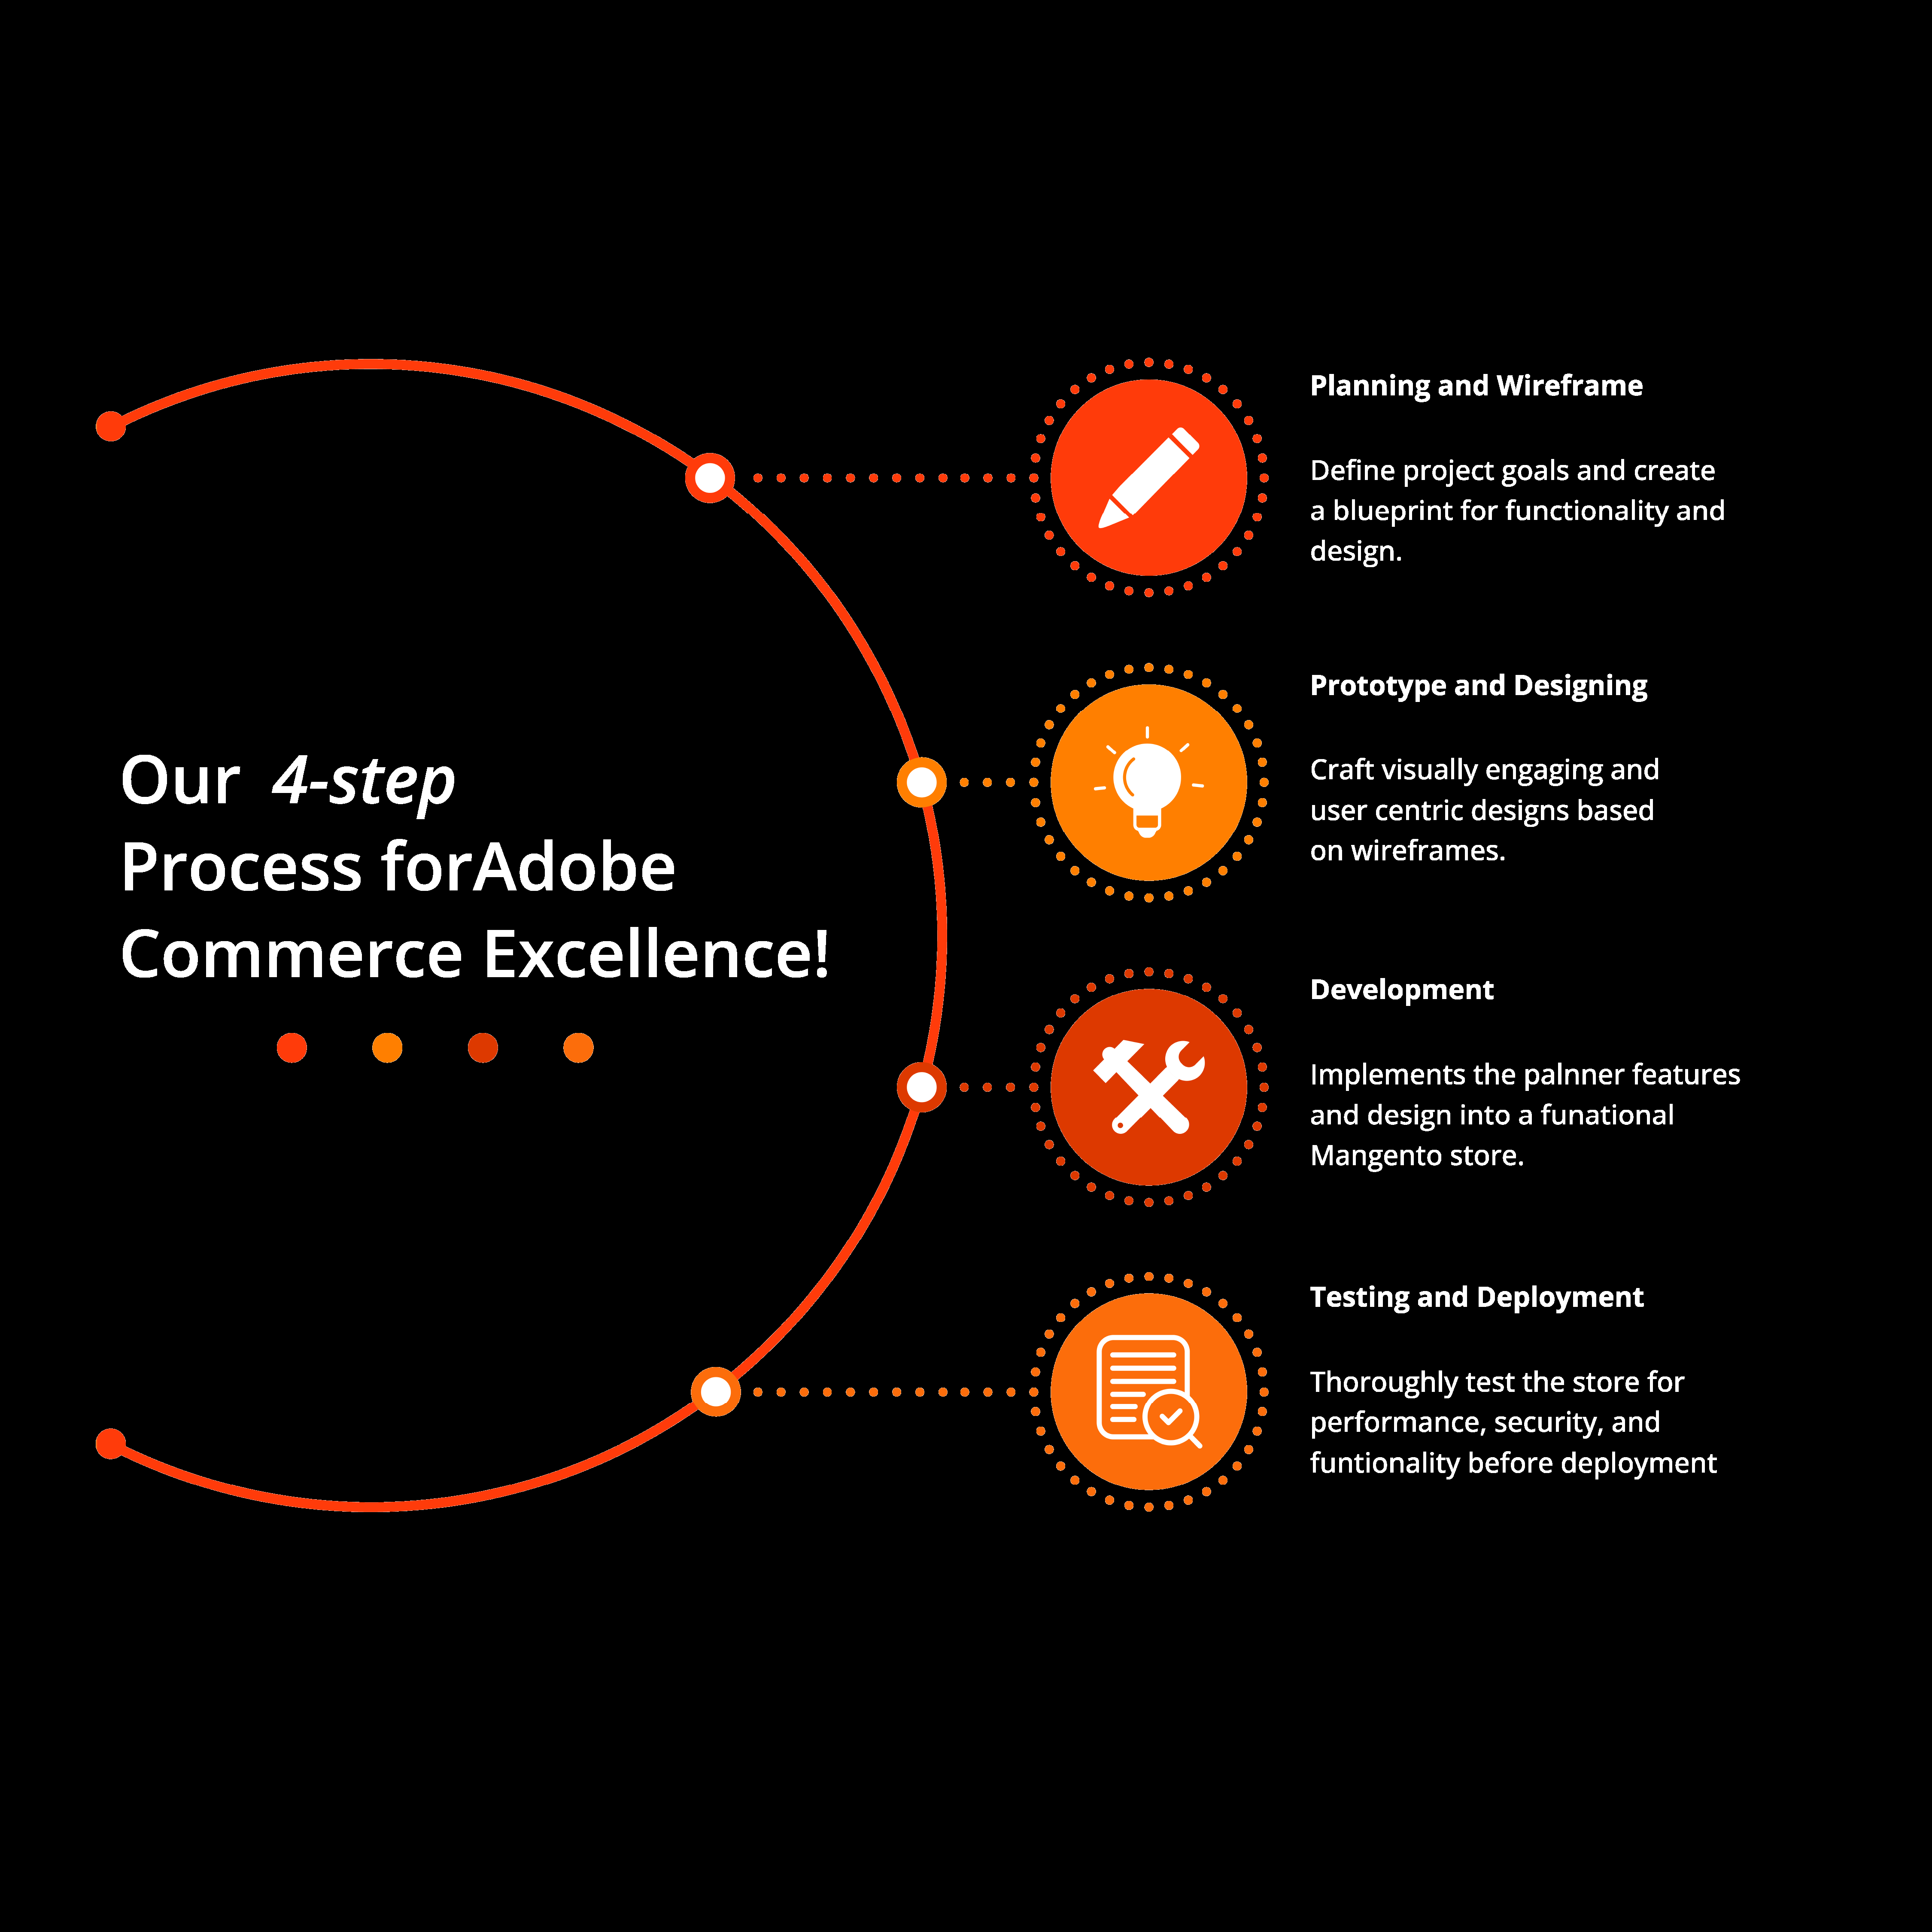 Our 4-step
Process forAdobe
Commerce Excellence!
Planning and Wireframe
Define project goals and create
a blueprint for functionality and
design.
Prototype and Designing
Craft visually engaging and
user centric designs based
on wireframes.
Development
Implements the palnner features
and design into a funational
Mangento store.
Testing and Deployment
Thoroughly test the store for
performance, security, and
funtionality before deployment